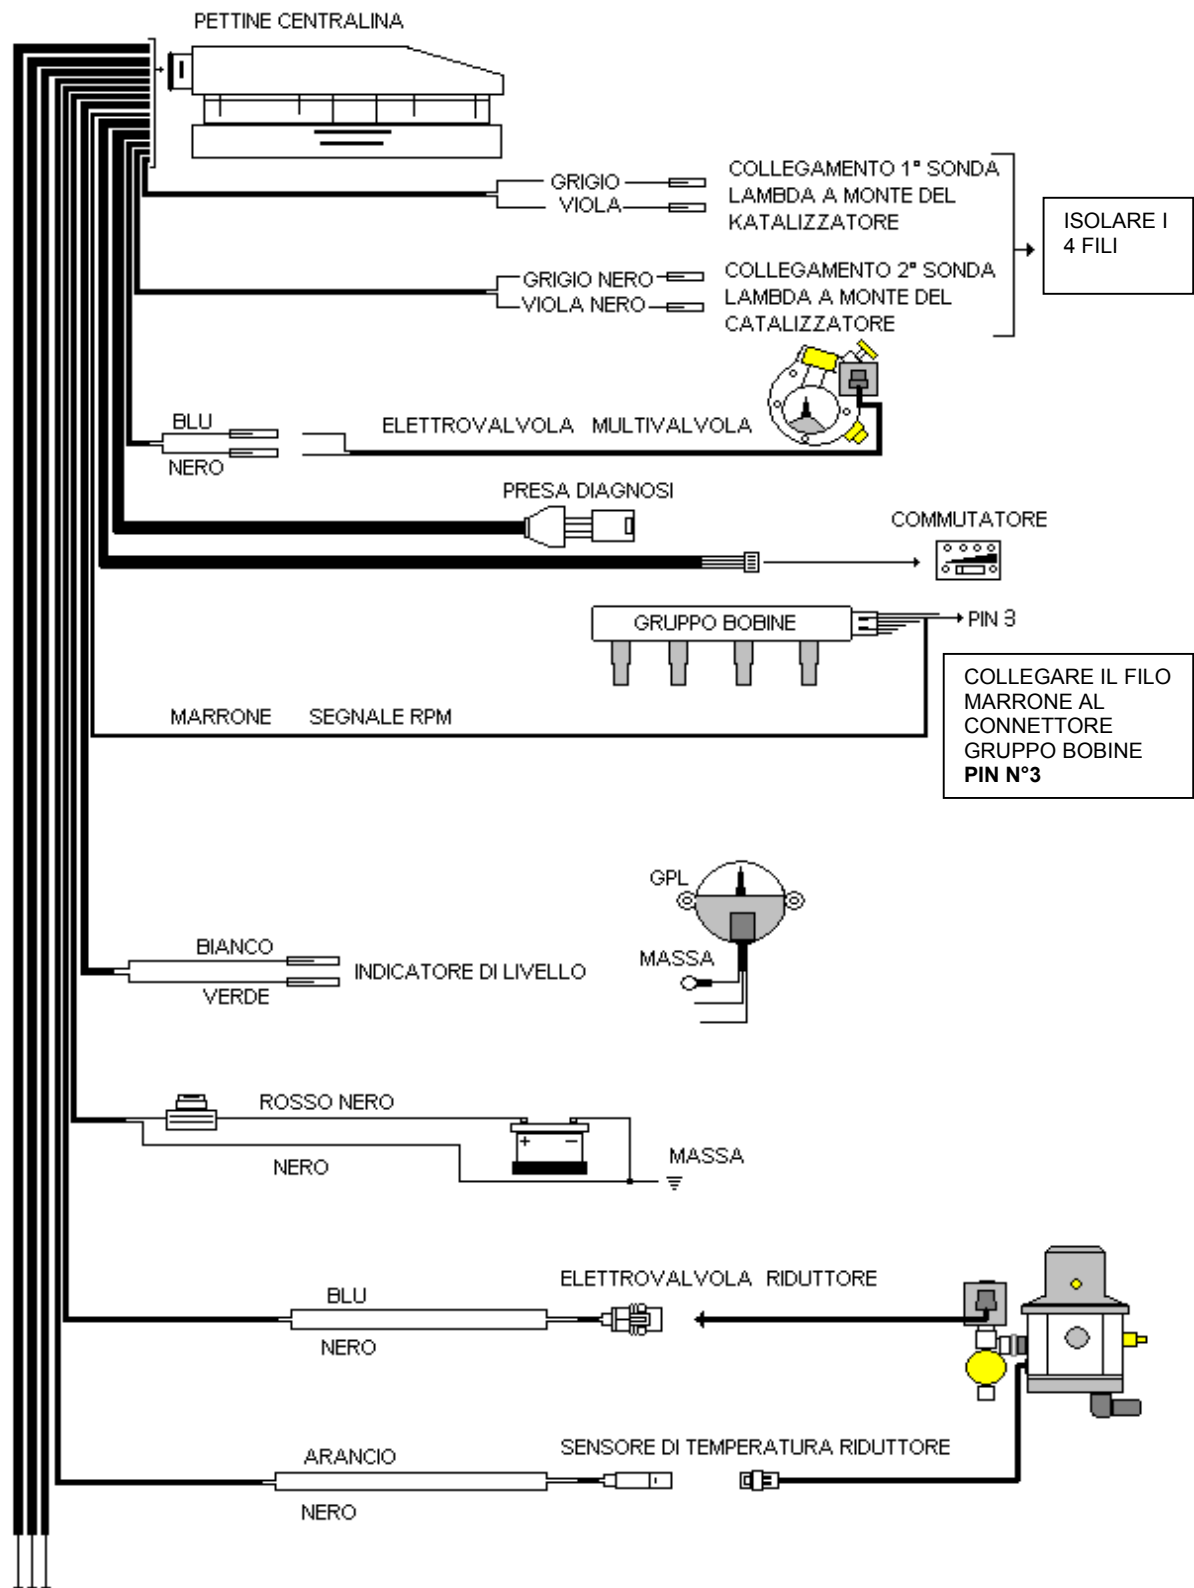 PETTINE CENTRALINA
GRIGIO
VIOLA
COLLEGAMENTO 1° SONDA
LAMBDA A MONTE DEL
KATALIZZATORE
ISOLARE I
4 FILI
GRIGIO NERO
VIOLA NERO
COLLEGAMENTO 2° SONDA
LAMBDA A MONTE DEL
CATALIZZATORE
BLU
NERO
ELETTROVALVOLA MULTIVALVOLA
PRESA DIAGNOSI
COMMUTATORE
GRUPPO BOBINE
PIN 3
MARRONE SEGNALE RPM
COLLEGARE IL FILO
MARRONE AL
CONNETTORE
GRUPPO BOBINE
PIN N°3
GPL
MASSA
BIANCO
VERDE
INDICATORE DI LIVELLO
ROSSO NERO
NERO
+ −
MASSA
ELETTROVALVOLA RIDUTTORE
BLU
NERO
SENSORE DI TEMPERATURA RIDUTTORE
ARANCIO
NERO